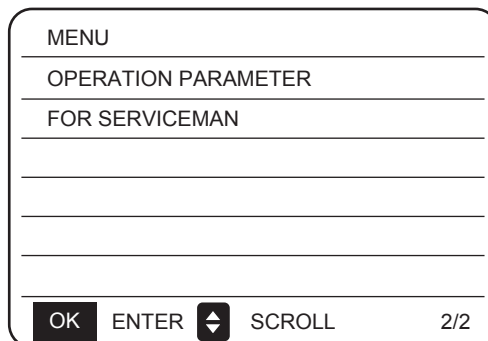 MENU
OPERATION PARAMETER
FOR SERVICEMAN
OK ENTER SCROLL 2/2